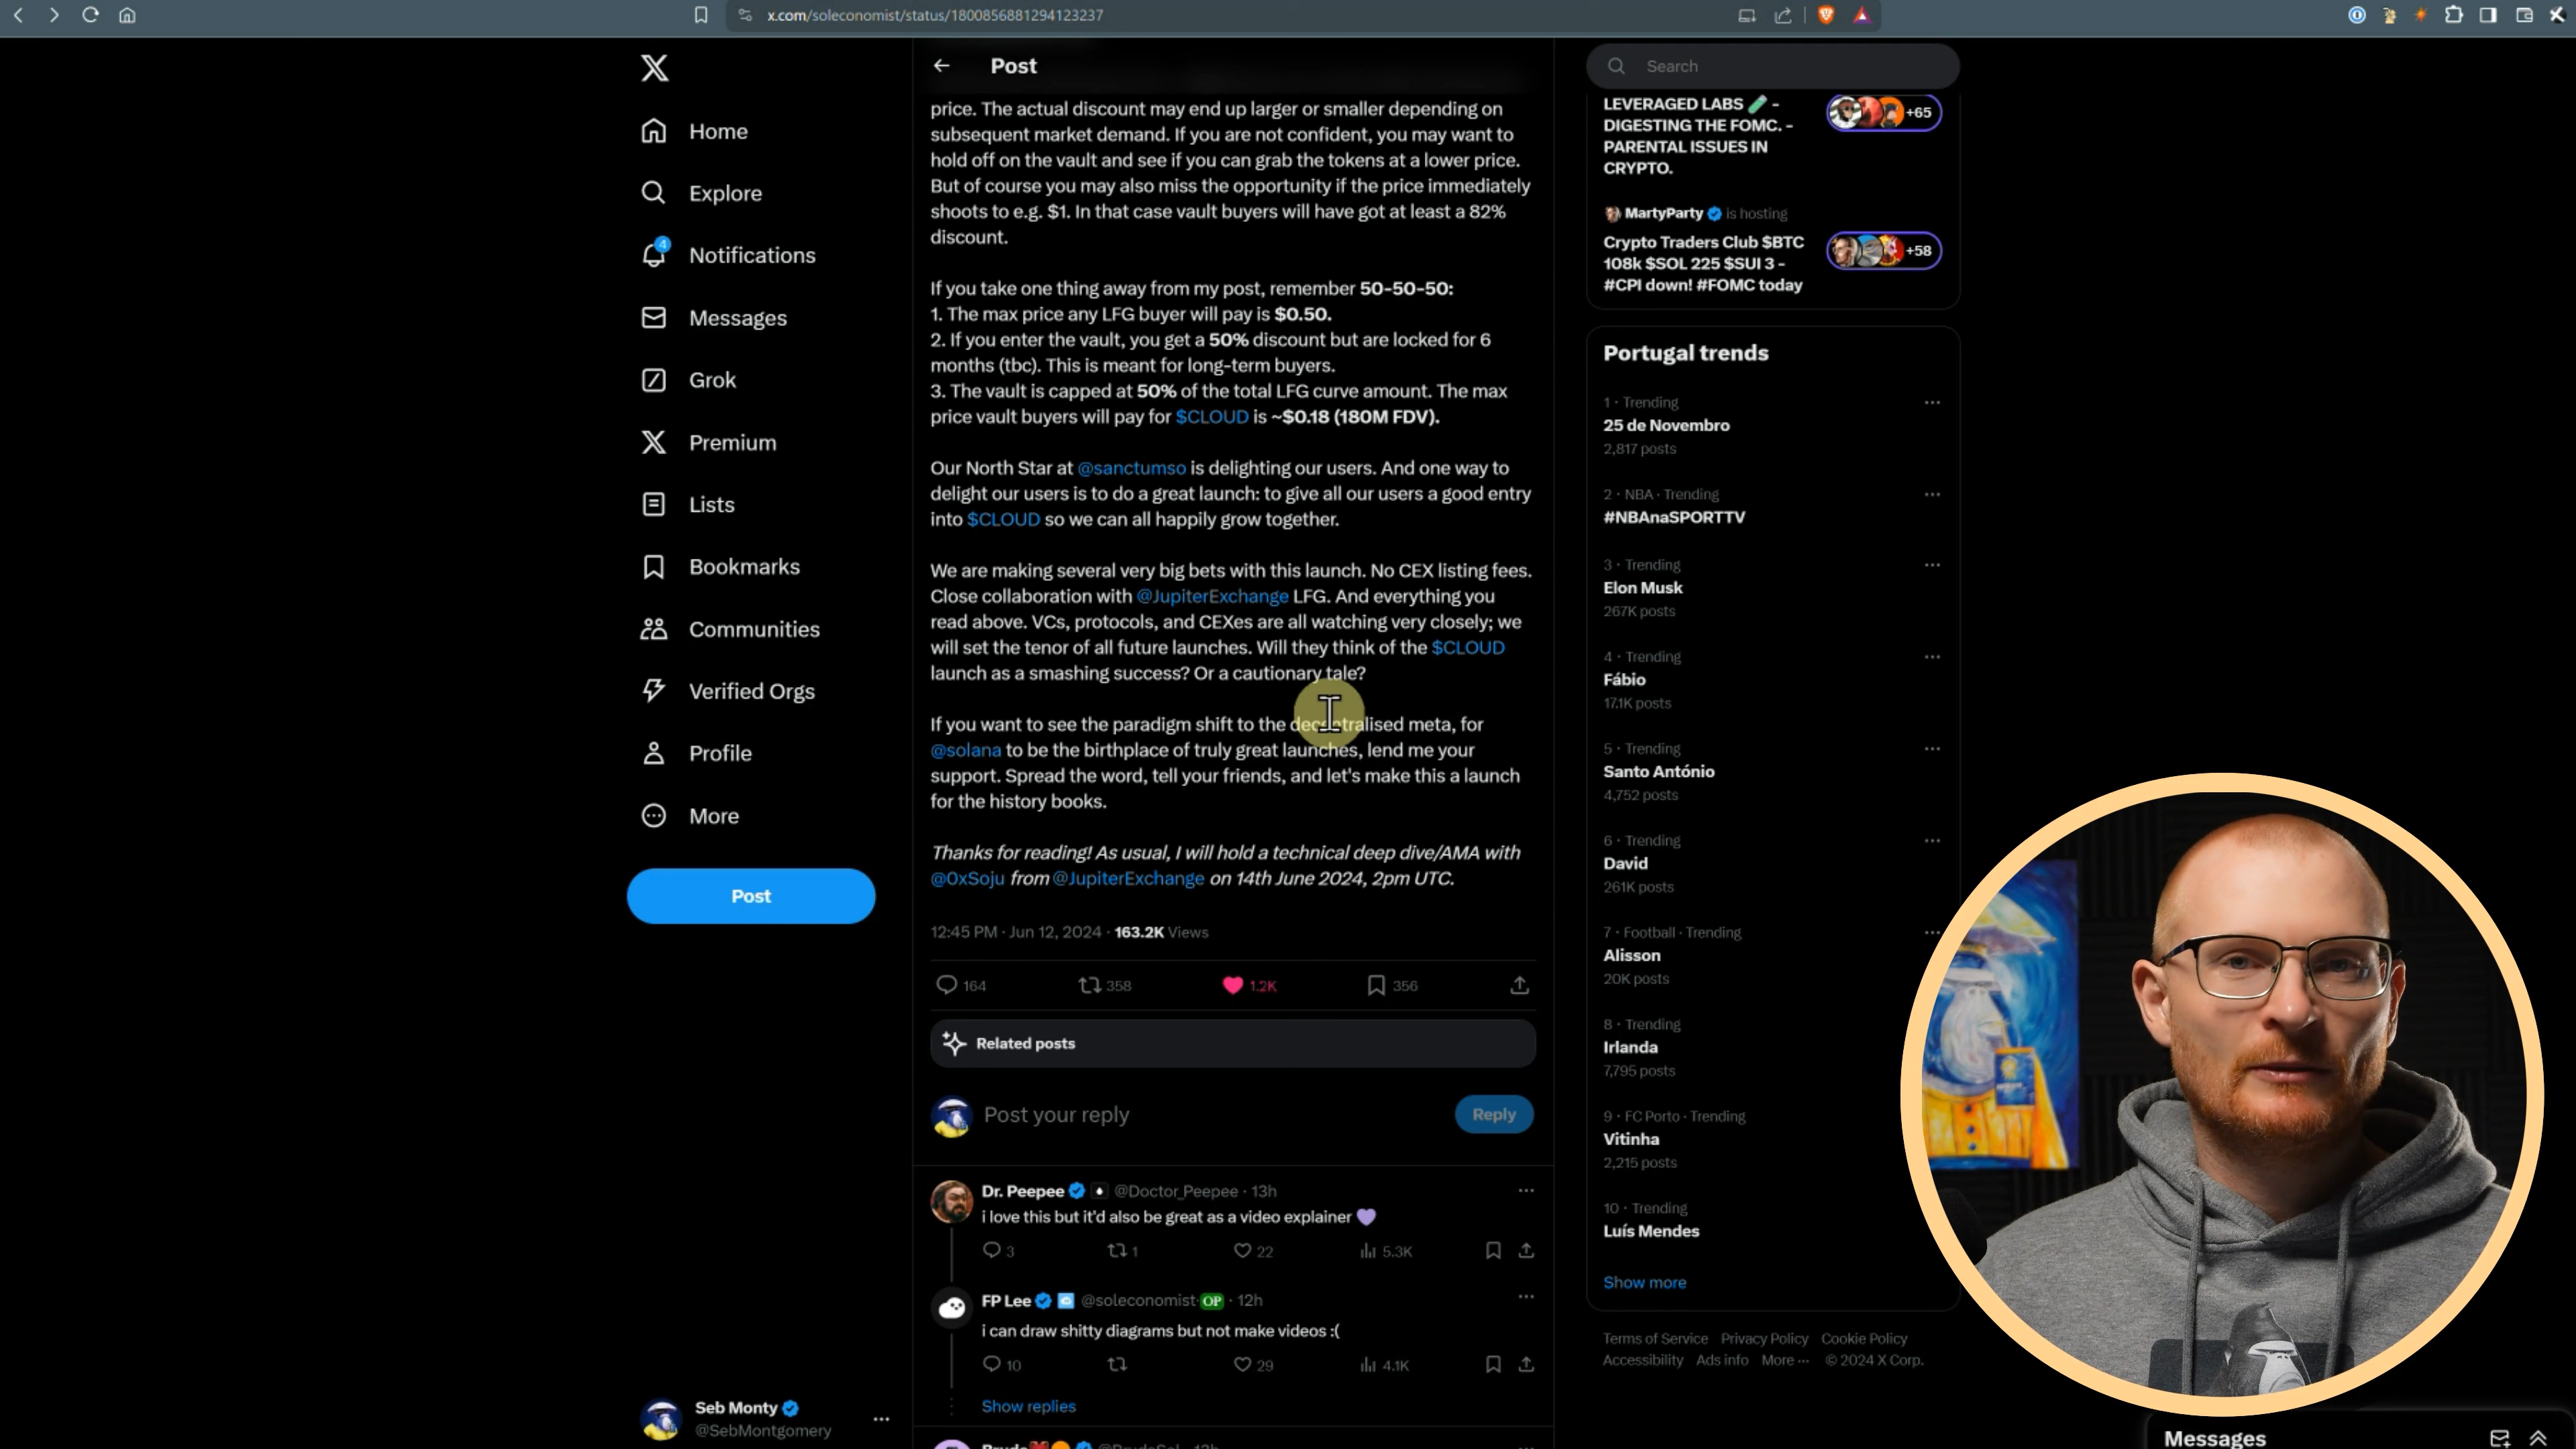 x.com/soleconomist/status/1800856881294123237
Home
Explore
4
Notifications
Messages
Grok
Premium
Lists
Bookmarks
Communities
Verified Orgs
Profile
More
Post
Seb Monty
@SebMontgomery
Post
price. The actual discount may end up larger or smaller depending on
subsequent market demand. If you are not confident, you may want to
hold off on the vault and see if you can grab the tokens at a lower price.
But of course you may also miss the opportunity if the price immediately
shoots to e.g. $1. In that case vault buyers will have got at least a 82%
discount.
If you take one thing away from my post, remember 50-50-50:
1. The max price any LFG buyer will pay is $0.50.
2. If you enter the vault, you get a 50% discount but are locked for 6
months (tbc). This is meant for long-term buyers.
3. The vault is capped at 50% of the total LFG curve amount. The max
price vault buyers will pay for $CLOUD is ~$0.18 (180M FDV).
Our North Star at @sanctumso is delighting our users. And one way to
delight our users is to do a great launch: to give all our users a good entry
into $CLOUD so we can all happily grow together.
We are making several very big bets with this launch. No CEX listing fees.
Close collaboration with @JupiterExchange LFG. And everything you
read above. VCs, protocols, and CEXes are all watching very closely; we
will set the tenor of all future launches. Will they think of the $CLOUD
launch as a smashing success? Or a cautionary tale?
If you want to see the paradigm shift to the decentralised meta, for
@solana to be the birthplace of truly great launches, lend me your
support. Spread the word, tell your friends, and let's make this a launch
for the history books.
Thanks for reading! As usual, I will hold a technical deep dive/AMA with
@0xSoju from @JupiterExchange on 14th June 2024, 2pm UTC.
12:45 PM · Jun 12, 2024 · 163.2K Views
164 358 1.2K 356
Related posts
Post your reply
Reply
Dr. Peepee @Doctor_Peepee · 13h
i love this but it'd also be great as a video explainer
3 1 22 5.3K
FP Lee @soleconomist OP · 12h
i can draw shitty diagrams but not make videos :(
10 29 4.1K
Show replies
Search
LEVERAGED LABS -
DIGESTING THE FOMC. -
PARENTAL ISSUES IN
CRYPTO.
+65
MartyParty is hosting
Crypto Traders Club $BTC
108k $SOL 225 $SUI 3 -
#CPI down! #FOMC today
+58
Portugal trends
1 · Trending
25 de Novembro
2,817 posts
2 · NBA · Trending
#NBAnaSPORTTV
3 · Trending
Elon Musk
267K posts
4 · Trending
Fábio
17.1K posts
5 · Trending
Santo António
4,752 posts
6 · Trending
David
261K posts
7 · Football · Trending
Alisson
20K posts
8 · Trending
Irlanda
7,795 posts
9 · FC Porto · Trending
Vitinha
2,215 posts
10 · Trending
Luís Mendes
Show more
Terms of Service Privacy Policy Cookie Policy
Accessibility Ads info More ··· © 2024 X Corp.
Messages